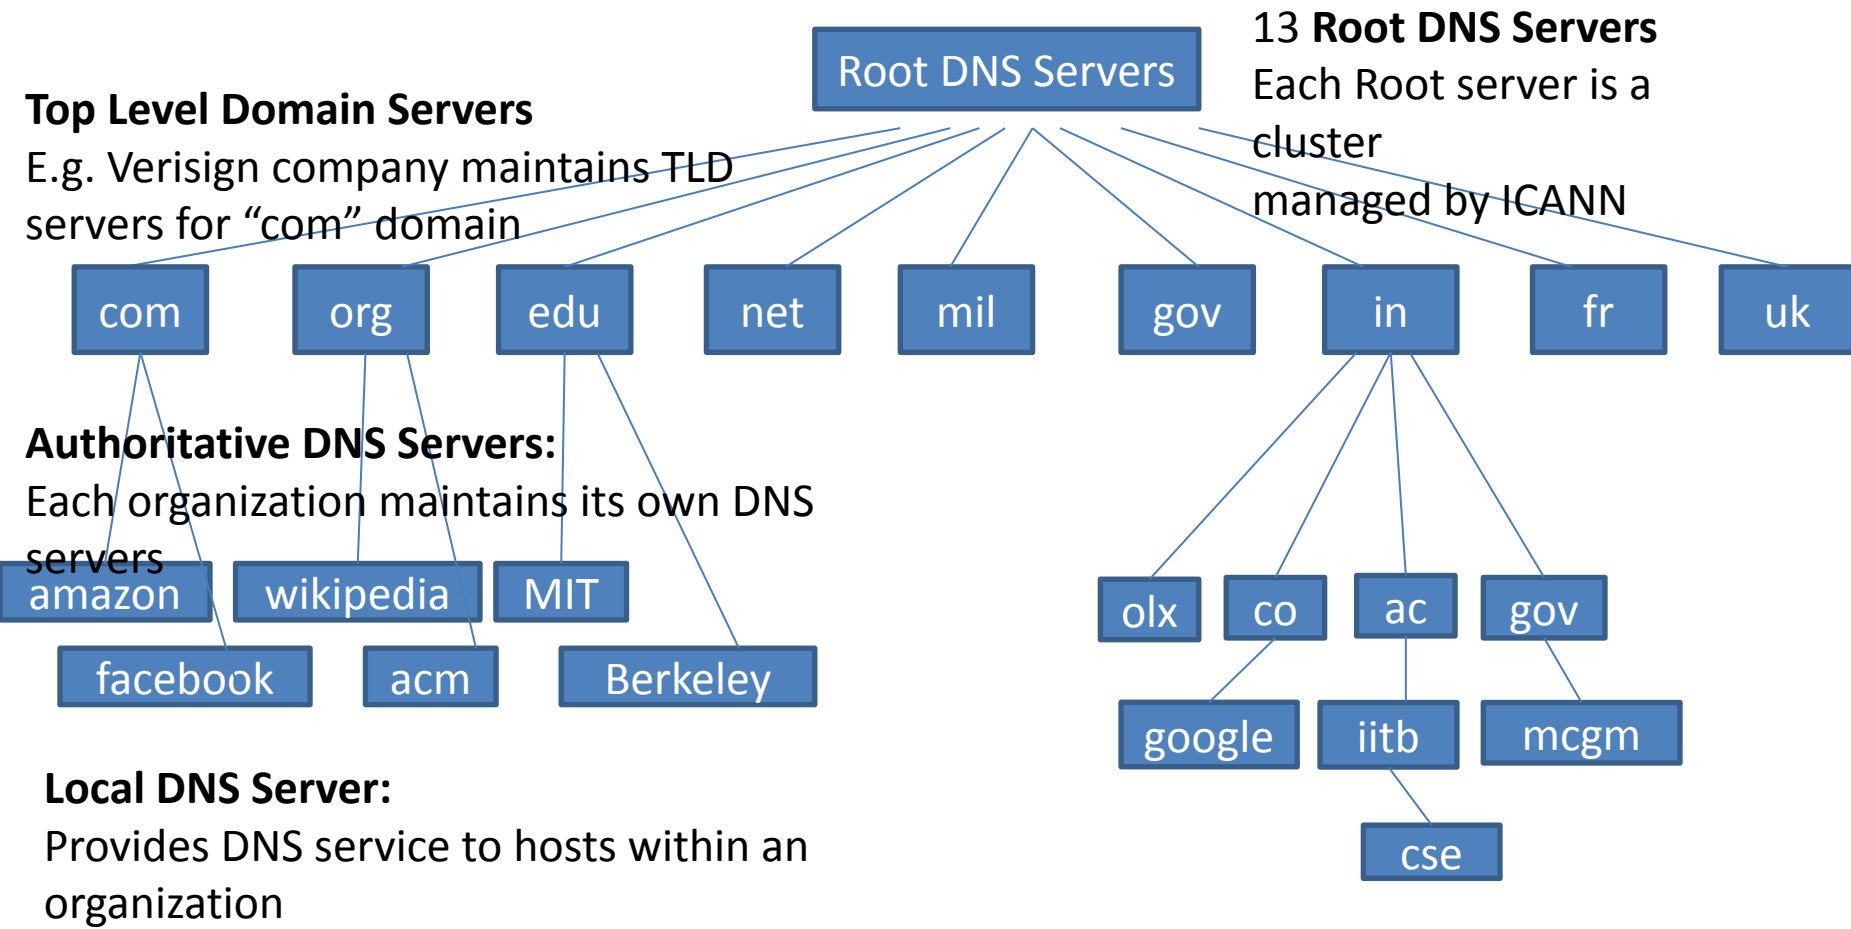 Root DNS Servers
13 Root DNS Servers
Each Root server is a
cluster
managed by ICANN
Top Level Domain Servers
E.g. Verisign company maintains TLD
servers for “com” domain
com
org
edu
net
mil
gov
in
fr
uk
Authoritative DNS Servers:
Each organization maintains its own DNS
servers
amazon
wikipedia
MIT
facebook
acm
Berkeley
olx
co
ac
gov
google
iitb
mcgm
cse
Local DNS Server:
Provides DNS service to hosts within an
organization